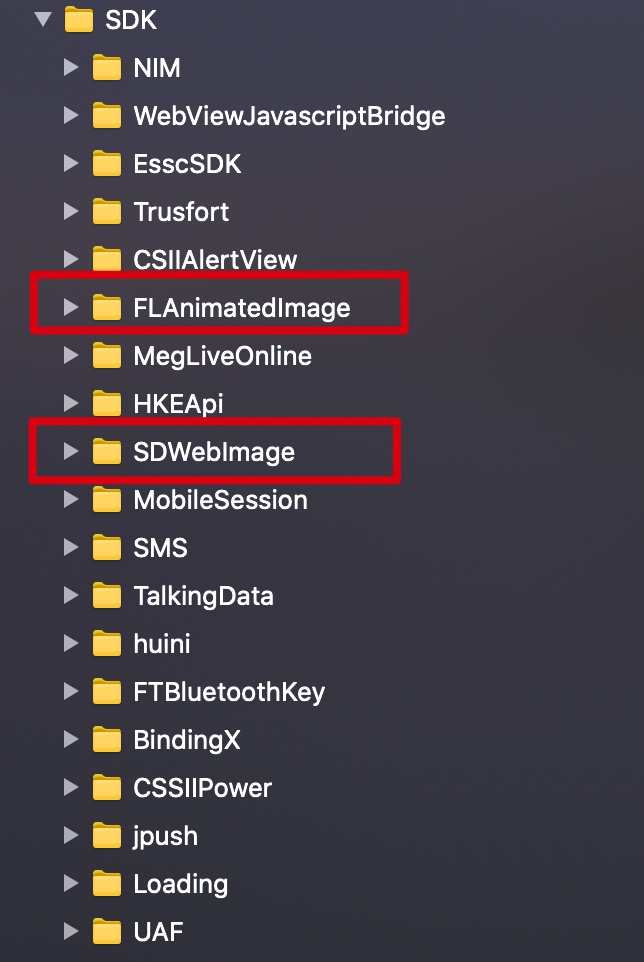 SDK
NIM
WebViewJavascriptBridge
EsscSDK
Trusfort
CSIIAlertView
FLAnimatedImage
MegLiveOnline
HKEApi
SDWebImage
MobileSession
SMS
TalkingData
huini
FTBluetoothKey
BindingX
CSSIIPower
jpush
Loading
UAF